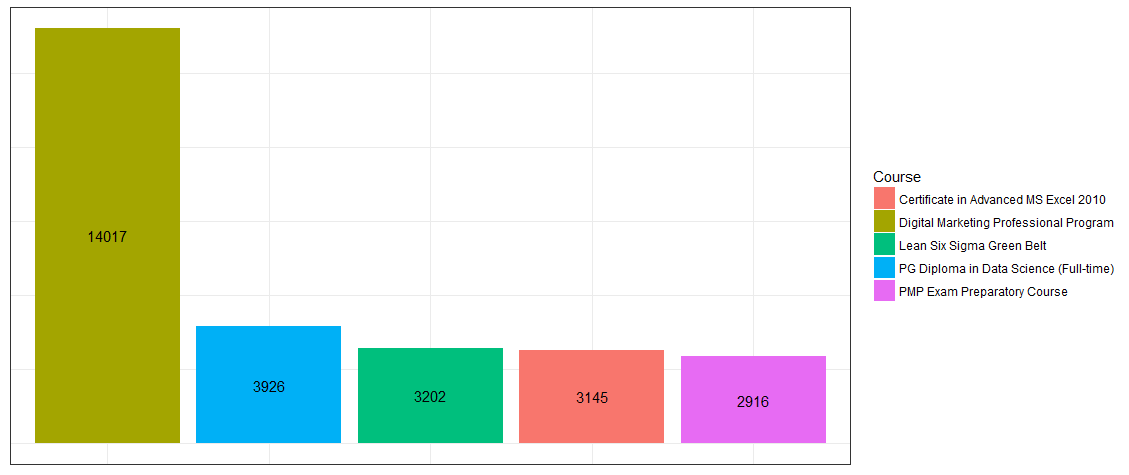 14017
3926
3202
3145
2916
Course
Certificate in Advanced MS Excel 2010
Digital Marketing Professional Program
Lean Six Sigma Green Belt
PG Diploma in Data Science (Full-time)
PMP Exam Preparatory Course